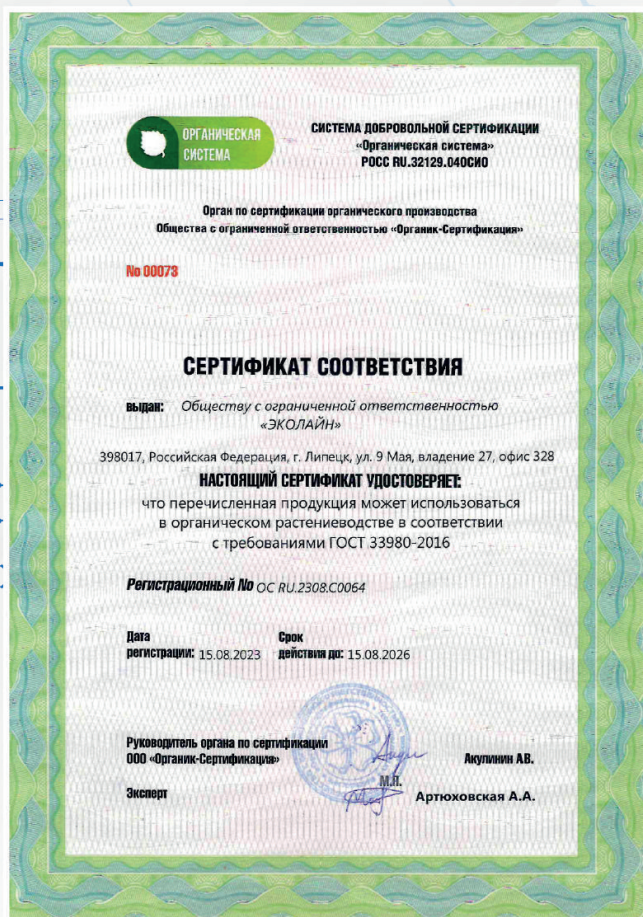 ОРГАНИЧЕСКАЯ
СИСТЕМА
СИСТЕМА ДОБРОВОЛЬНОЙ СЕРТИФИКАЦИИ
«Органическая система»
РОСС RU.32129.040СИО
Орган по сертификации органического производства
Общества с ограниченной ответственностью «Органик-Сертификация»
No 00073
СЕРТИФИКАТ СООТВЕТСТВИЯ
выдан: Обществу с ограниченной ответственностью
«ЭКОЛАЙН»
398017, Российская Федерация, г. Липецк, ул. 9 Мая, владение 27, офис 328
НАСТОЯЩИЙ СЕРТИФИКАТ УДОСТОВЕРЯЕТ:
что перечисленная продукция может использоваться
в органическом растениеводстве в соответствии
с требованиями ГОСТ 33980-2016
Регистрационный No ОС RU.2308.С0064
Дата
регистрации: 15.08.2023
Срок
действия до: 15.08.2026
Руководитель органа по сертификации
ООО «Органик-Сертификация»
Акулинин А.В.
М.П.
Эксперт
Артюховская А.А.